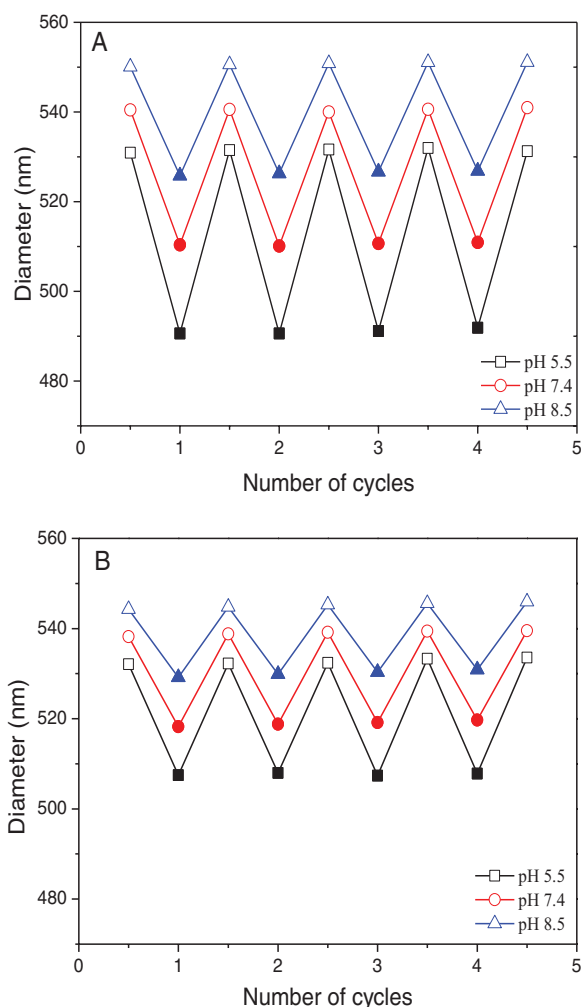 A
560
540
520
500
480
Diameter (nm)
pH 5.5
pH 7.4
pH 8.5
0 1 2 3 4 5
Number of cycles
B
560
540
520
500
480
Diameter (nm)
pH 5.5
pH 7.4
pH 8.5
0 1 2 3 4 5
Number of cycles